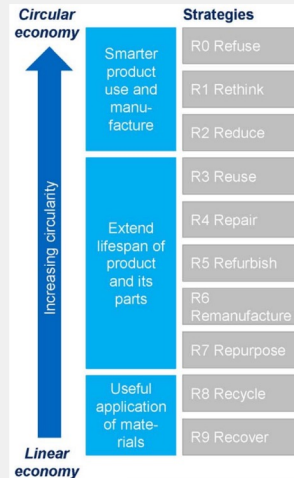 Circular
economy
Strategies
Smarter
product
use and
manu-
facture
R0 Refuse
R1 Rethink
R2 Reduce
Increasing circularity
Extend
lifespan of
product
and its
parts
R3 Reuse
R4 Repair
R5 Refurbish
R6
Remanufacture
R7 Repurpose
Useful
application
of mate-
rials
R8 Recycle
R9 Recover
Linear
economy